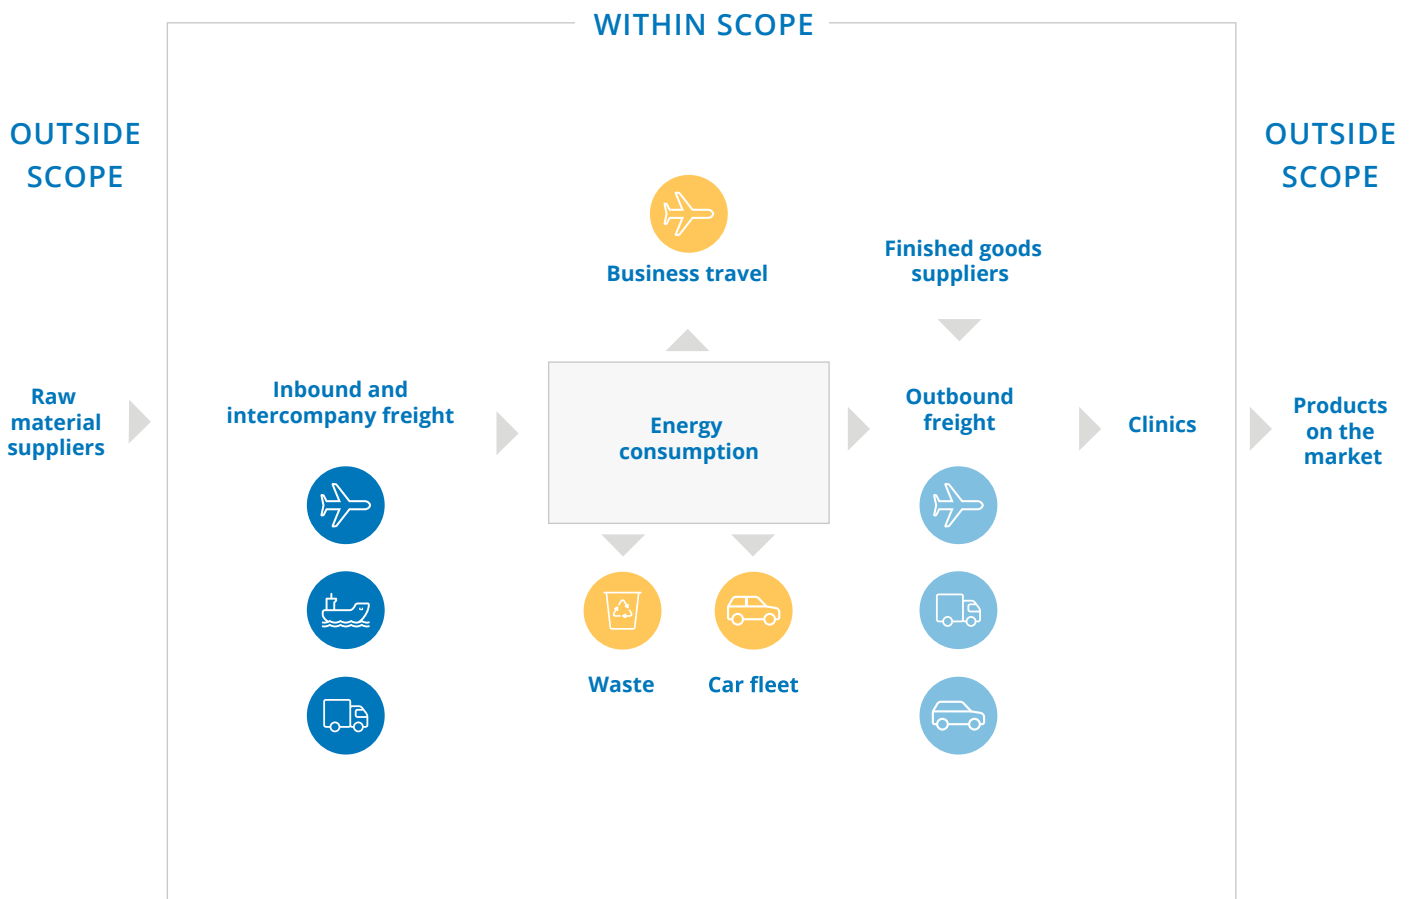 WITHIN SCOPE
OUTSIDE
SCOPE
OUTSIDE
SCOPE
Business travel
Finished goods
suppliers
Raw
material
suppliers
Inbound and
intercompany freight
Energy
consumption
Outbound
freight
Clinics
Products
on the
market
Waste
Car fleet